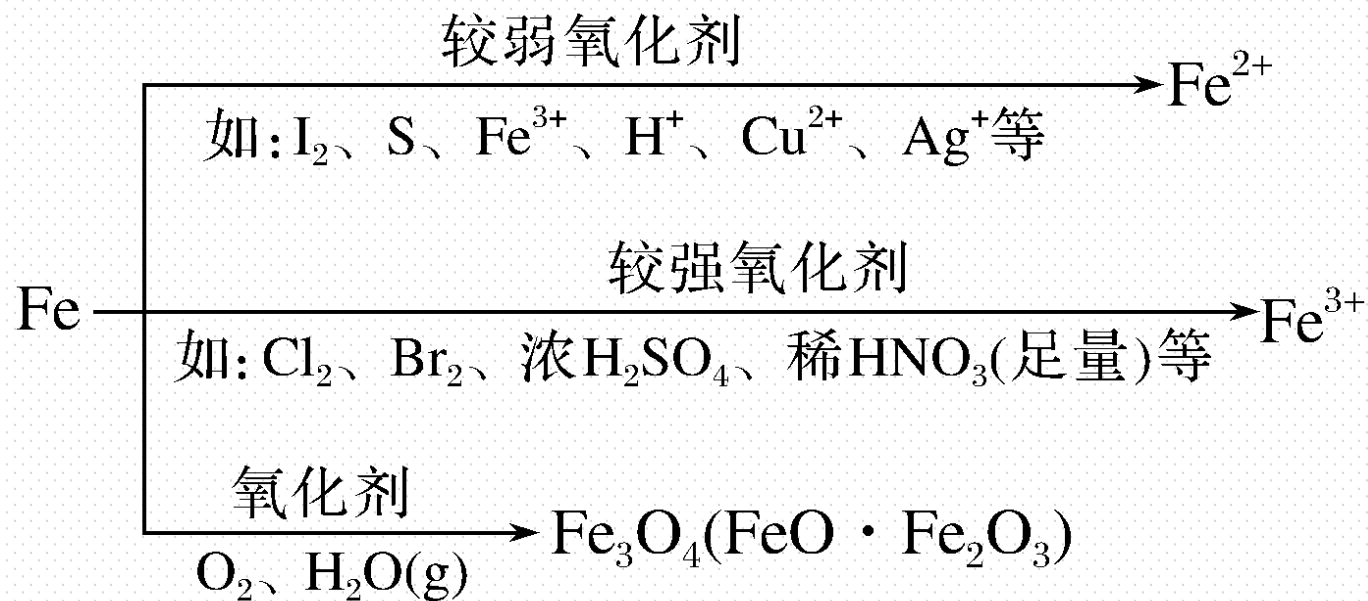 较弱氧化剂
Fe²⁺
如:I₂、S、Fe³⁺、H⁺、Cu²⁺、Ag⁺等
较强氧化剂
Fe
Fe³⁺
如:Cl₂、Br₂、浓H₂SO₄、稀HNO₃(足量)等
氧化剂
Fe₃O₄(FeO·Fe₂O₃)
O₂、H₂O(g)